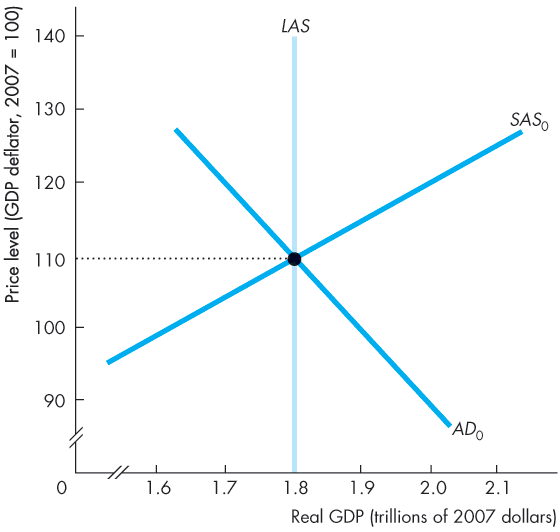 Price level (GDP deflator, 2007 = 100)
140
130
120
110
100
90
0
LAS
SAS0
AD0
1.6
1.7
1.8
1.9
2.0
2.1
Real GDP (trillions of 2007 dollars)